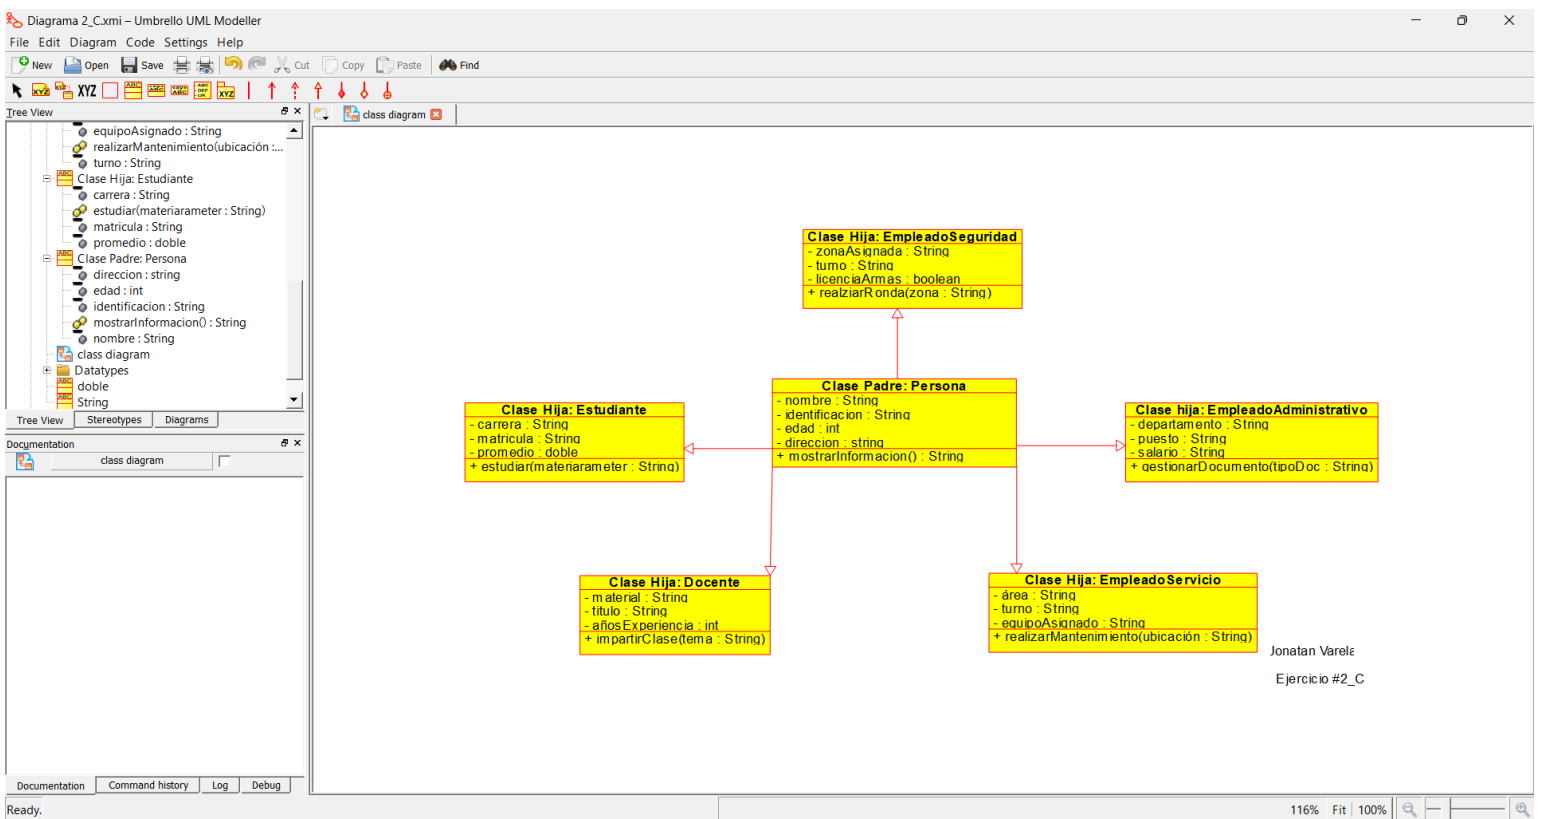 Diagrama 2_C.xmi – Umbrello UML Modeller
File Edit Diagram Code Settings Help
New Open Save Cut Copy Paste Find
XYZ
Tree View
class diagram
equipoAsignado : String
realizarMantenimiento(ubicación :...
turno : String
Clase Hija: Estudiante
carrera : String
estudiar(materiarameter : String)
matricula : String
promedio : doble
Clase Padre: Persona
direccion : string
edad : int
identificacion : String
mostrarInformacion() : String
nombre : String
class diagram
Datatypes
doble
String
Tree View Stereotypes Diagrams
Documentation
class diagram
Documentation Command history Log Debug
Ready.
Clase Hija: EmpleadoSeguridad
- zonaAsignada : String
- turno : String
- licenciaArmas : boolean
+ realziarRonda(zona : String)
Clase Padre: Persona
- nombre : String
- identificacion : String
- edad : int
- direccion : string
+ mostrarInformacion() : String
Clase Hija: Estudiante
- carrera : String
- matricula : String
- promedio : doble
+ estudiar(materiarameter : String)
Clase hija: EmpleadoAdministrativo
- departamento : String
- puesto : String
- salario : String
+ gestionarDocumento(tipoDoc : String)
Clase Hija: Docente
- material : String
- titulo : String
- añosExperiencia : int
+ impartirClase(tema : String)
Clase Hija: EmpleadoServicio
- área : String
- turno : String
- equipoAsignado : String
+ realizarMantenimiento(ubicación : String)
Jonatan Varela
Ejercicio #2_C
116% Fit 100%